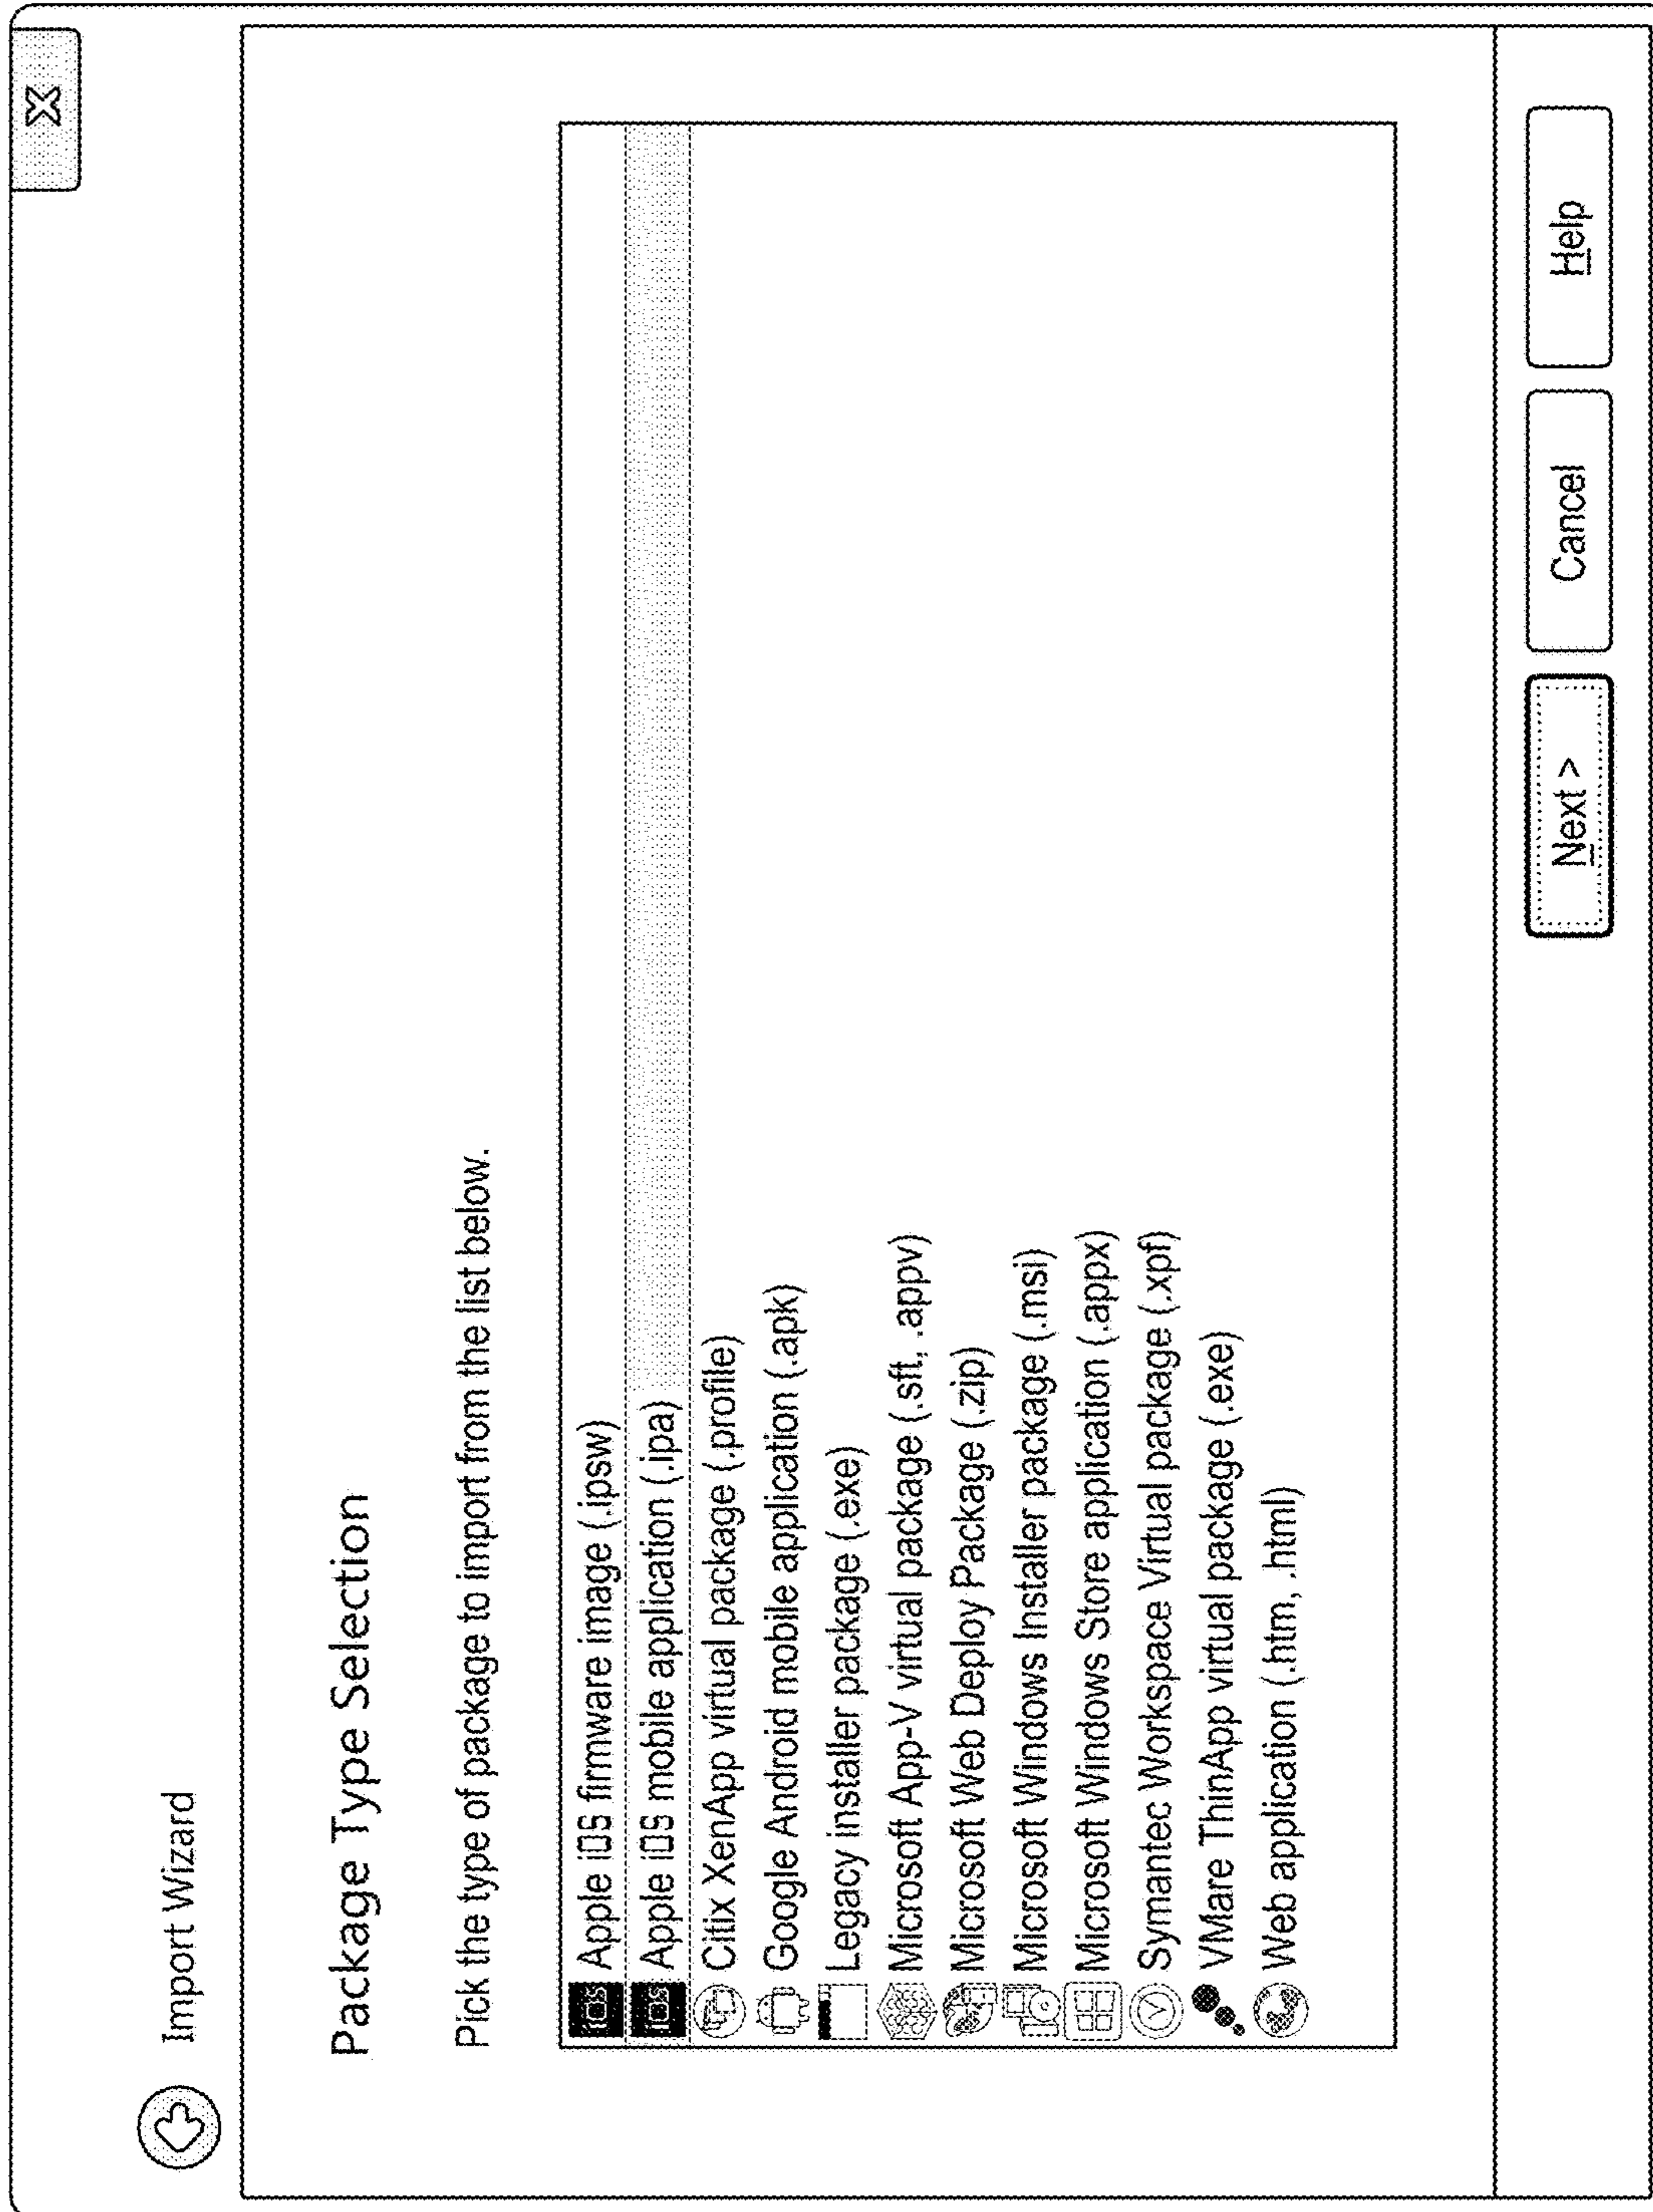 X
Import Wizard
Package Type Selection
Pick the type of package to import from the list below.
iOS Apple iOS firmware image (.ipsw)
iOS Apple iOS mobile application (.ipa)
Citix XenApp virtual package (.profile)
Google Android mobile application (.apk)
Legacy installer package (.exe)
Microsoft App-V virtual package (.sft, .appv)
Microsoft Web Deploy Package (.zip)
Microsoft Windows Installer package (.msi)
Microsoft Windows Store application (.appx)
Symantec Workspace Virtual package (.xpf)
VMare ThinApp virtual package (.exe)
Web application (.htm, .html)
Next > Cancel Help